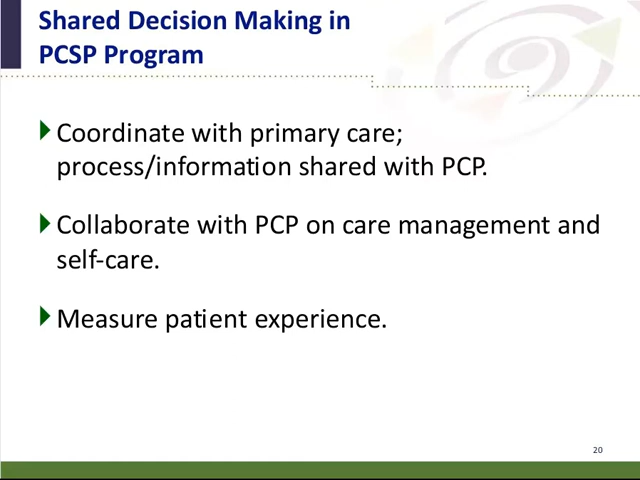 Shared Decision Making in
PCSP Program
Coordinate with primary care;
process/information shared with PCP.
Collaborate with PCP on care management and
self-care.
Measure patient experience.
20